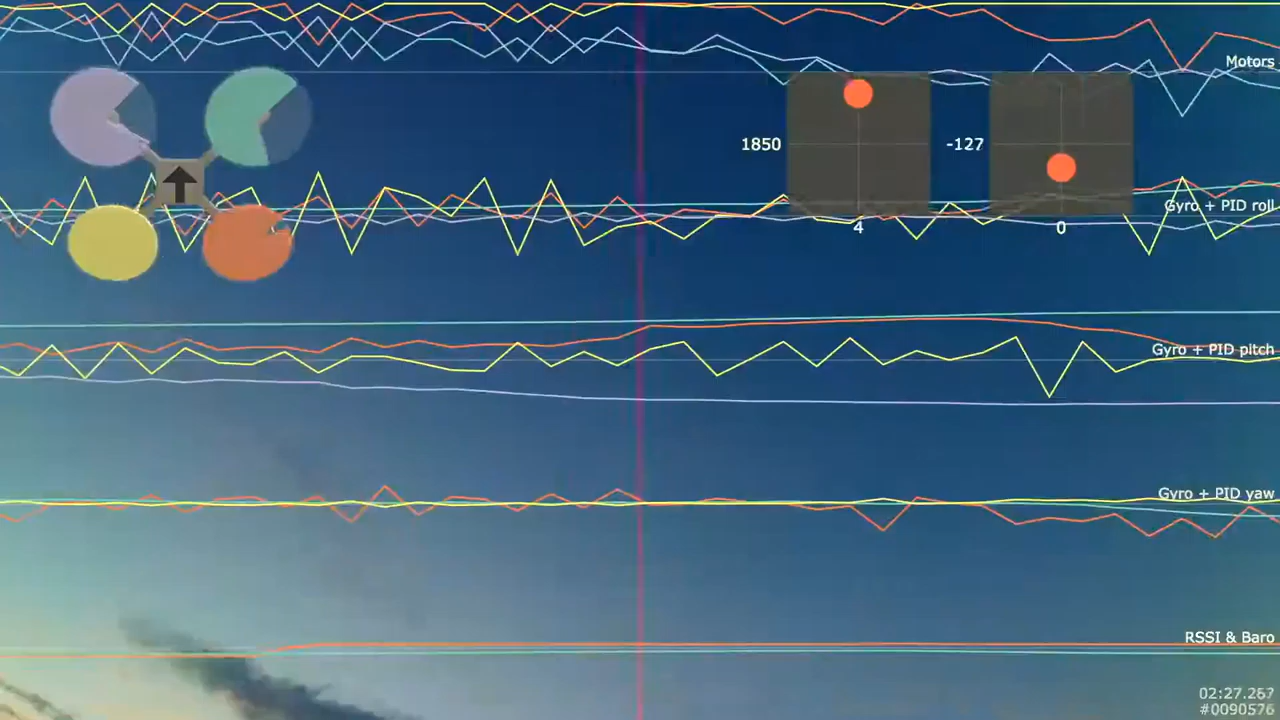 Motors
1850
-127
Gyro + PID roll
4
0
Gyro + PID pitch
Gyro + PID yaw
RSSI & Baro
02:27.267
#0090576